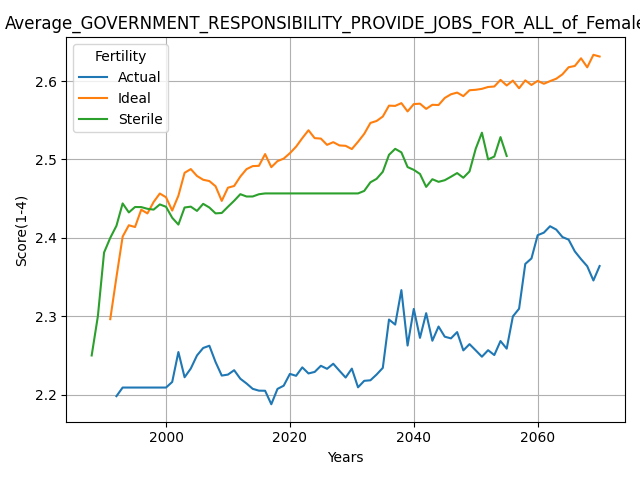 Average_GOVERNMENT_RESPONSIBILITY_PROVIDE_JOBS_FOR_ALL_of_Female
Fertility
Actual
Ideal
Sterile
2.6
2.5
2.4
2.3
2.2
Score(1-4)
2000 2020 2040 2060
Years